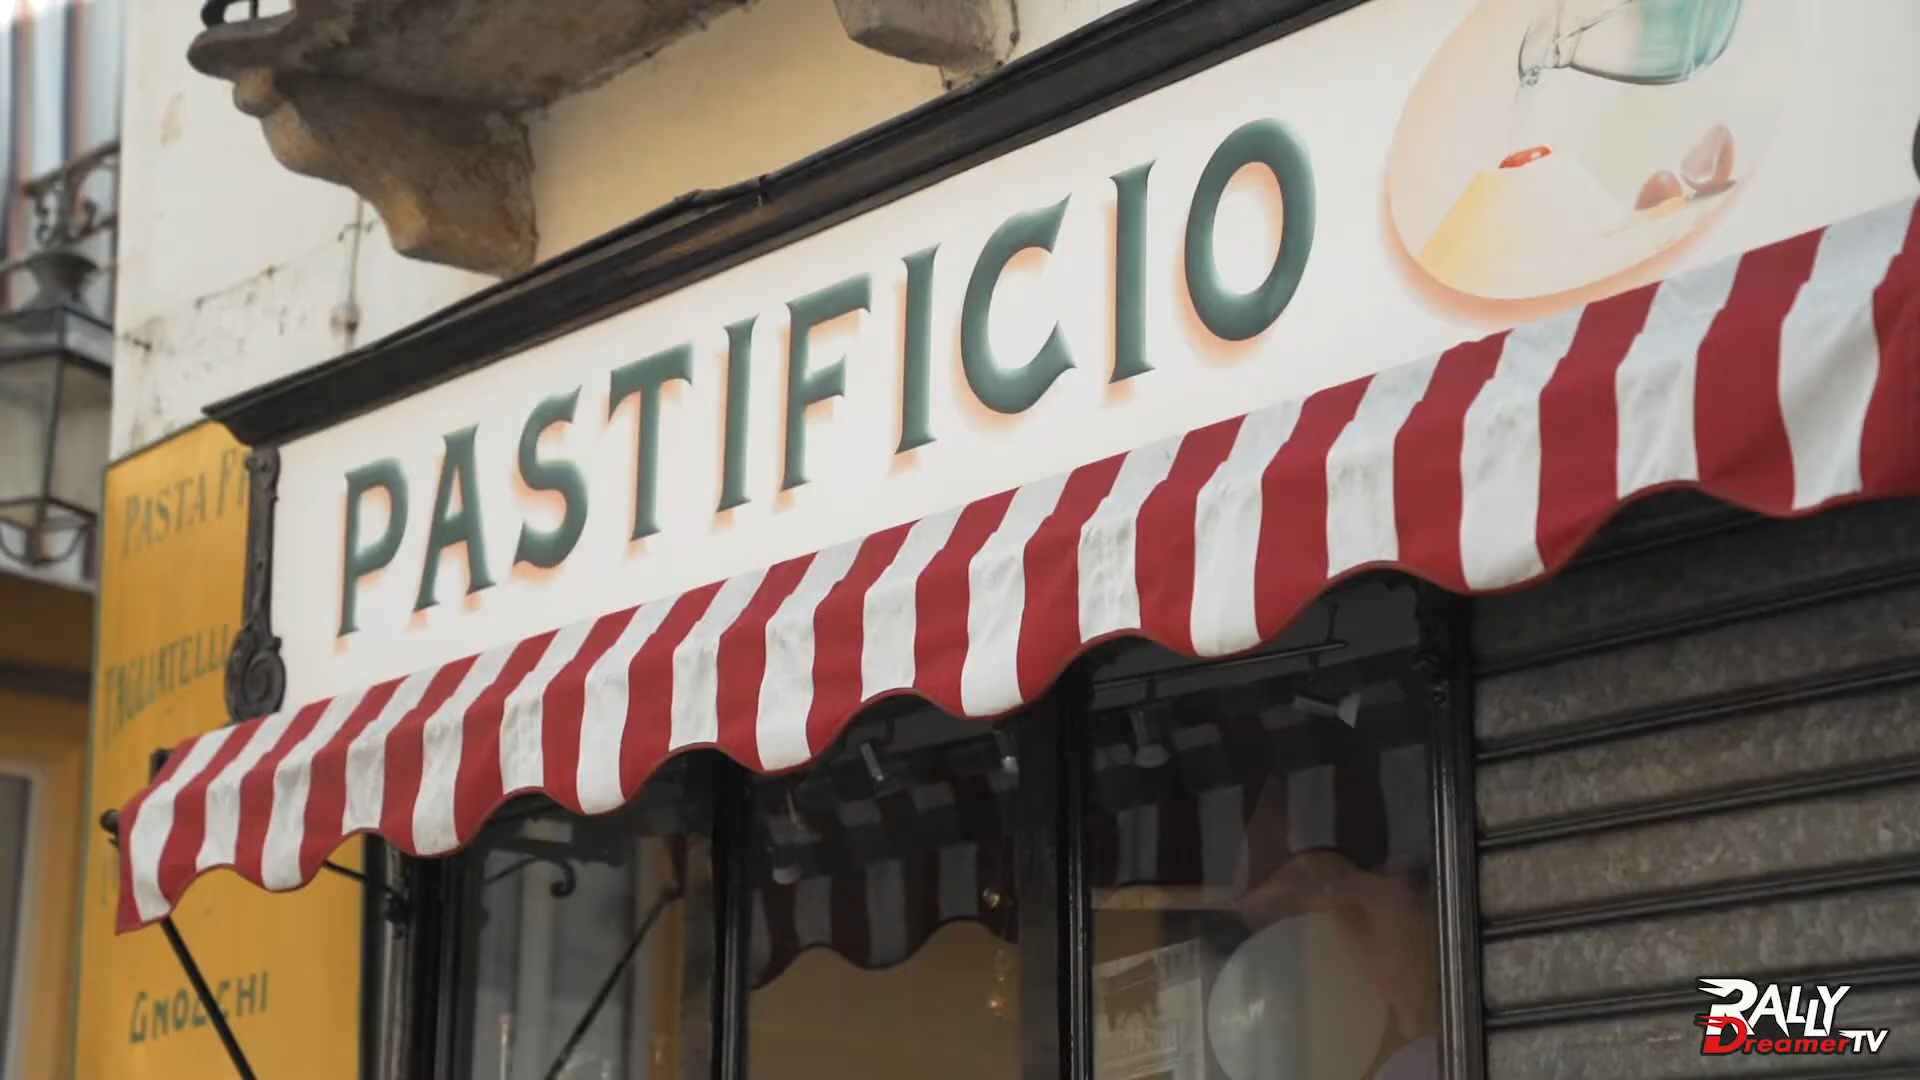 PASTIFICIO
PASTA
TAGLIATELL
GNOCCHI
RALLY
DreamerTV